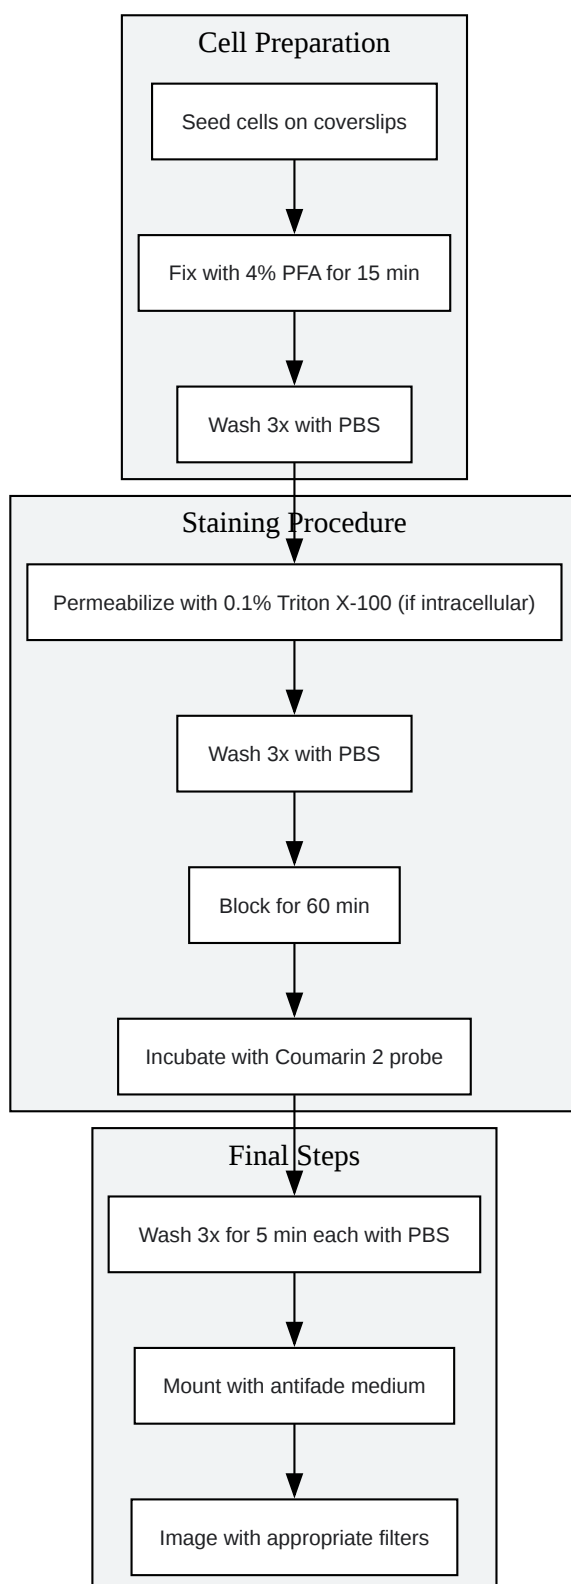 Cell Preparation
Seed cells on coverslips
Fix with 4% PFA for 15 min
Wash 3x with PBS
Staining Procedure
Permeabilize with 0.1% Triton X-100 (if intracellular)
Wash 3x with PBS
Block for 60 min
Incubate with Coumarin 2 probe
Final Steps
Wash 3x for 5 min each with PBS
Mount with antifade medium
Image with appropriate filters